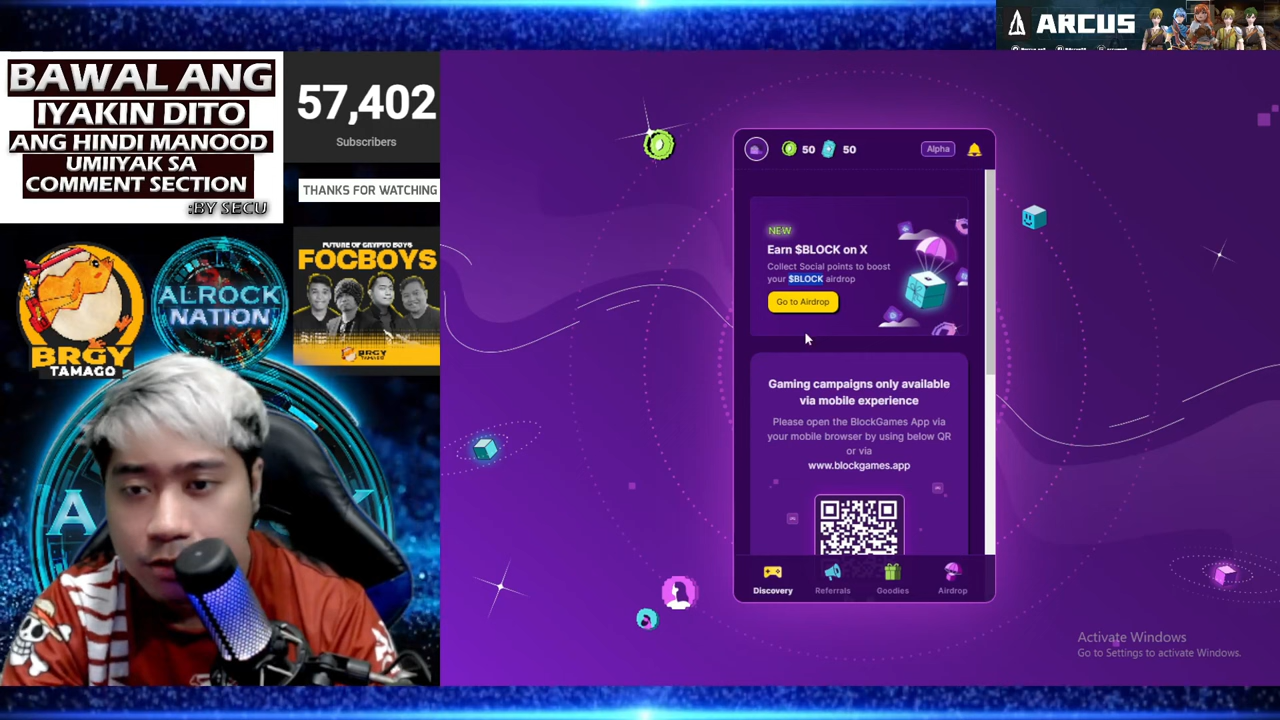 BAWAL ANG
IYAKIN DITO
ANG HINDI MANOOD
UMIIYAK SA
COMMENT SECTION
:BY SECU
57,402
Subscribers
THANKS FOR WATCHING
ARCUS
BRGY
TAMAGO
ALROCK
NATION
FUTURE OF CRYPTO BOYS
FOCBOYS
BRGY
TAMAGO
A
50
50
Alpha
NEW
Earn $BLOCK on X
Collect Social points to boost
your $BLOCK airdrop
Go to Airdrop
Gaming campaigns only available
via mobile experience
Please open the BlockGames App via
your mobile browser by using below QR
or via
www.blockgames.app
Discovery
Referrals
Goodies
Airdrop
Activate Windows
Go to Settings to activate Windows.